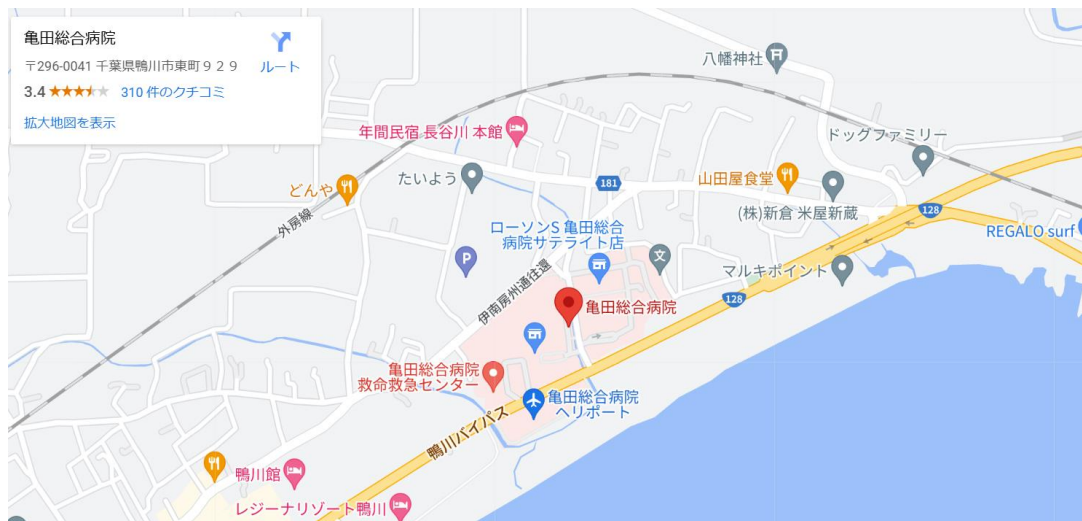 亀田総合病院
〒296-0041 千葉県鴨川市東町９２９
ルート
3.4
310 件のクチコミ
拡大地図を表示
八幡神社
年間民宿 長谷川 本館
ドッグファミリー
どんや
たいよう
181
山田屋食堂
(株)新倉 米屋新蔵
128
外房線
ローソンS 亀田総合
病院サテライト店
REGALO surf
P
文
マルキポイント
伊南房州通往還
128
亀田総合病院
亀田総合病院
救命救急センター
亀田総合病院
ヘリポート
鴨川バイパス
鴨川館
レジーナリゾート鴨川